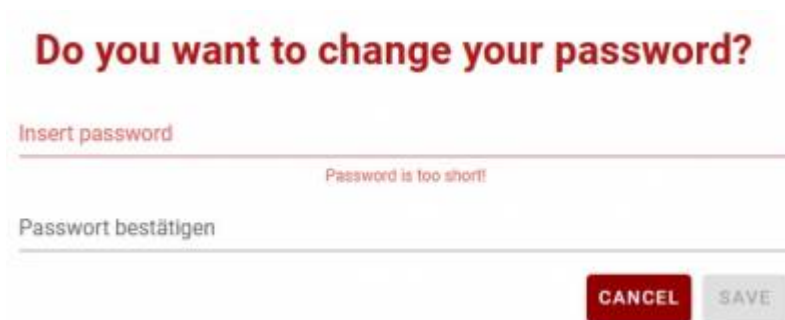 Do you want to change your password?
Insert password
Password is too short!
Passwort bestätigen
CANCEL SAVE